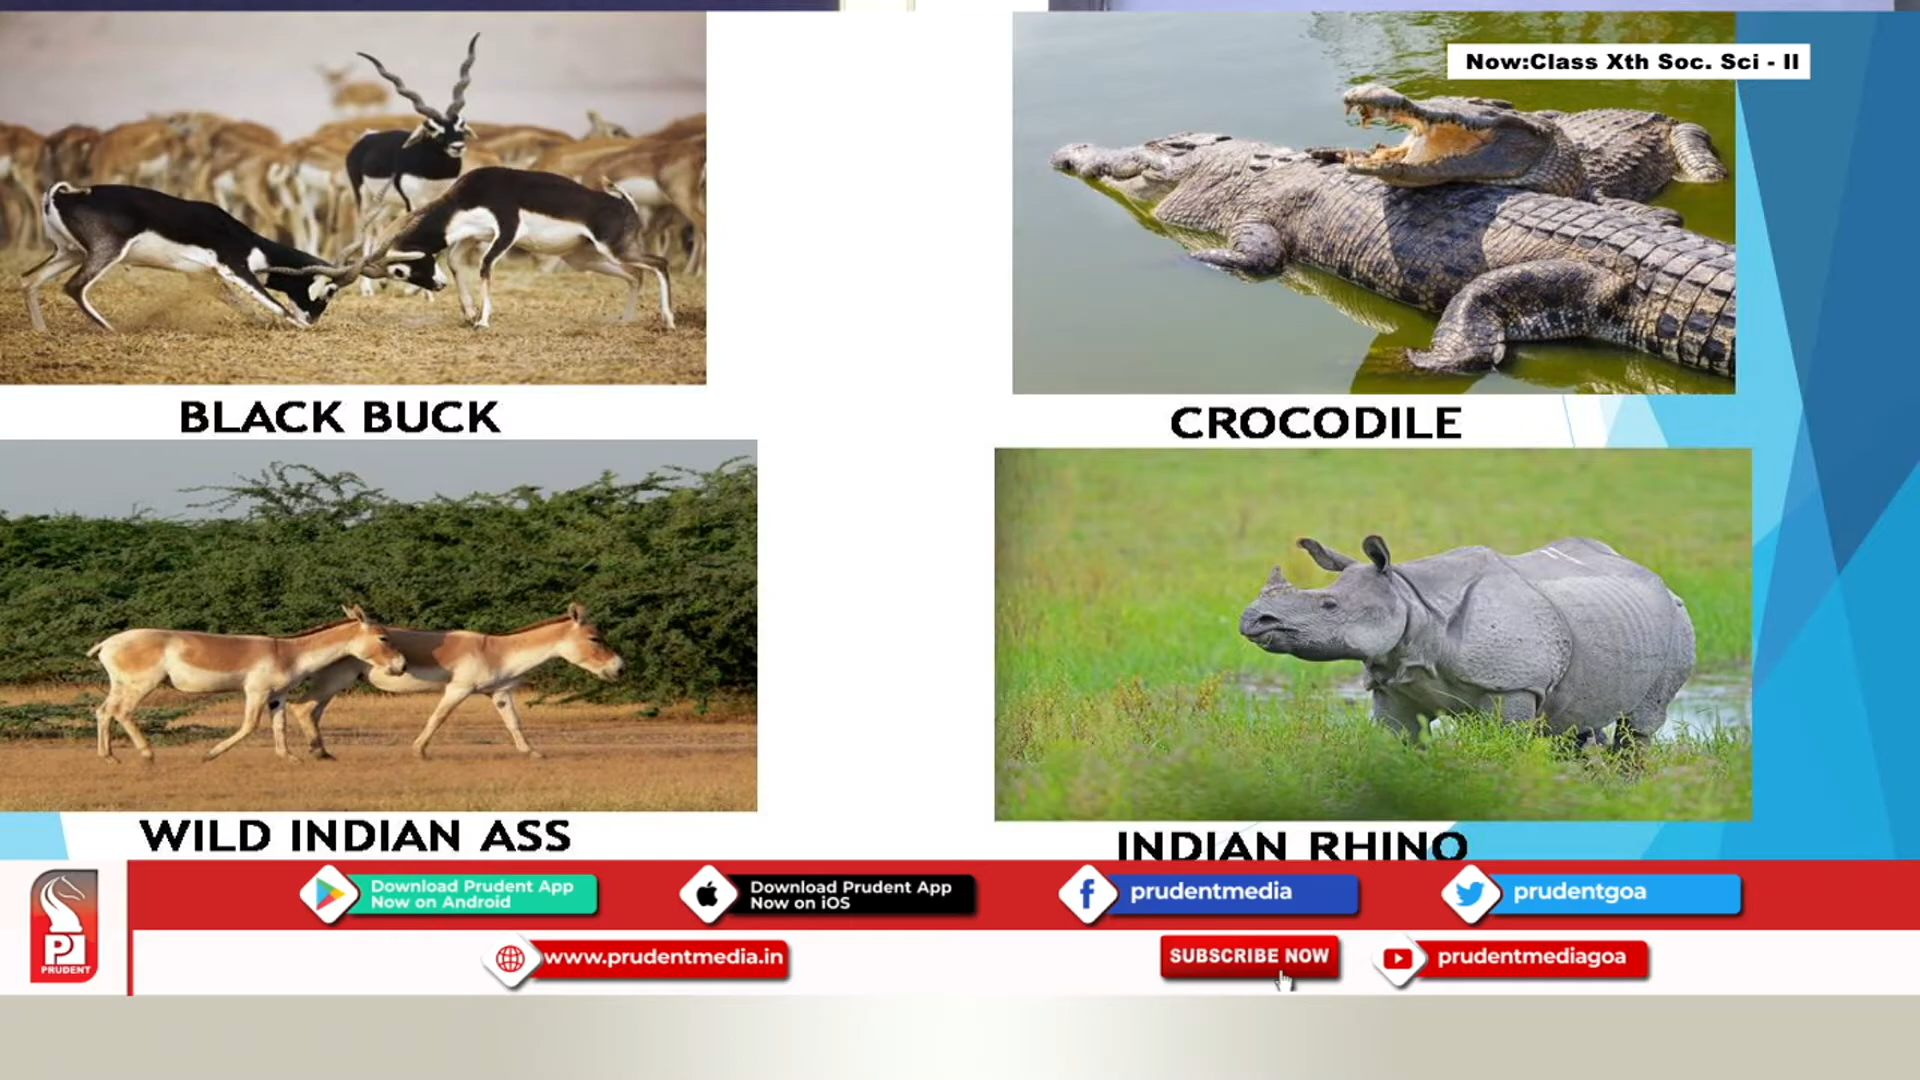 Now:Class Xth Soc. Sci - II
BLACK BUCK
CROCODILE
WILD INDIAN ASS
INDIAN RHINO
Download Prudent App
Now on Android
Download Prudent App
Now on iOS
prudentmedia
prudentgoa
PRUDENT
www.prudentmedia.in
SUBSCRIBE NOW
prudentmediagoa